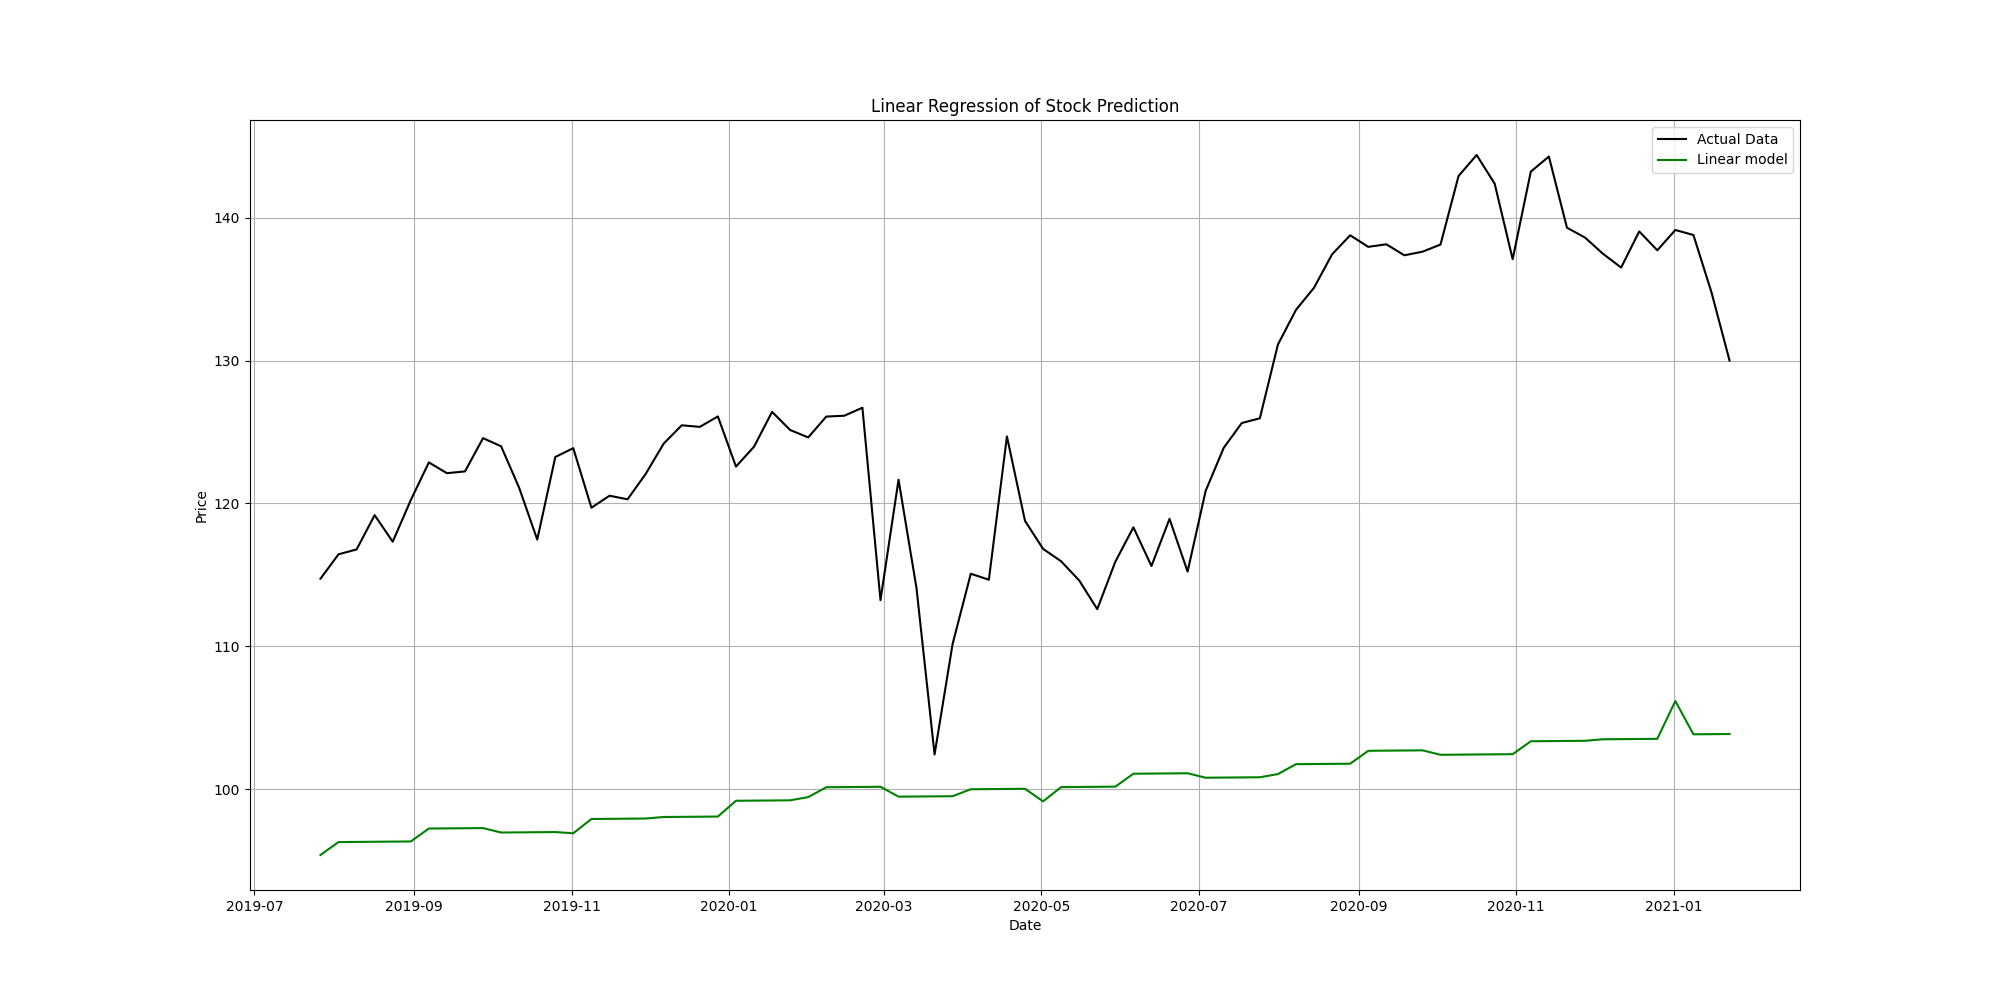 Linear Regression of Stock Prediction
Actual Data
Linear model
140
130
120
110
100
Price
2019-07 2019-09 2019-11 2020-01 2020-03 2020-05 2020-07 2020-09 2020-11 2021-01
Date